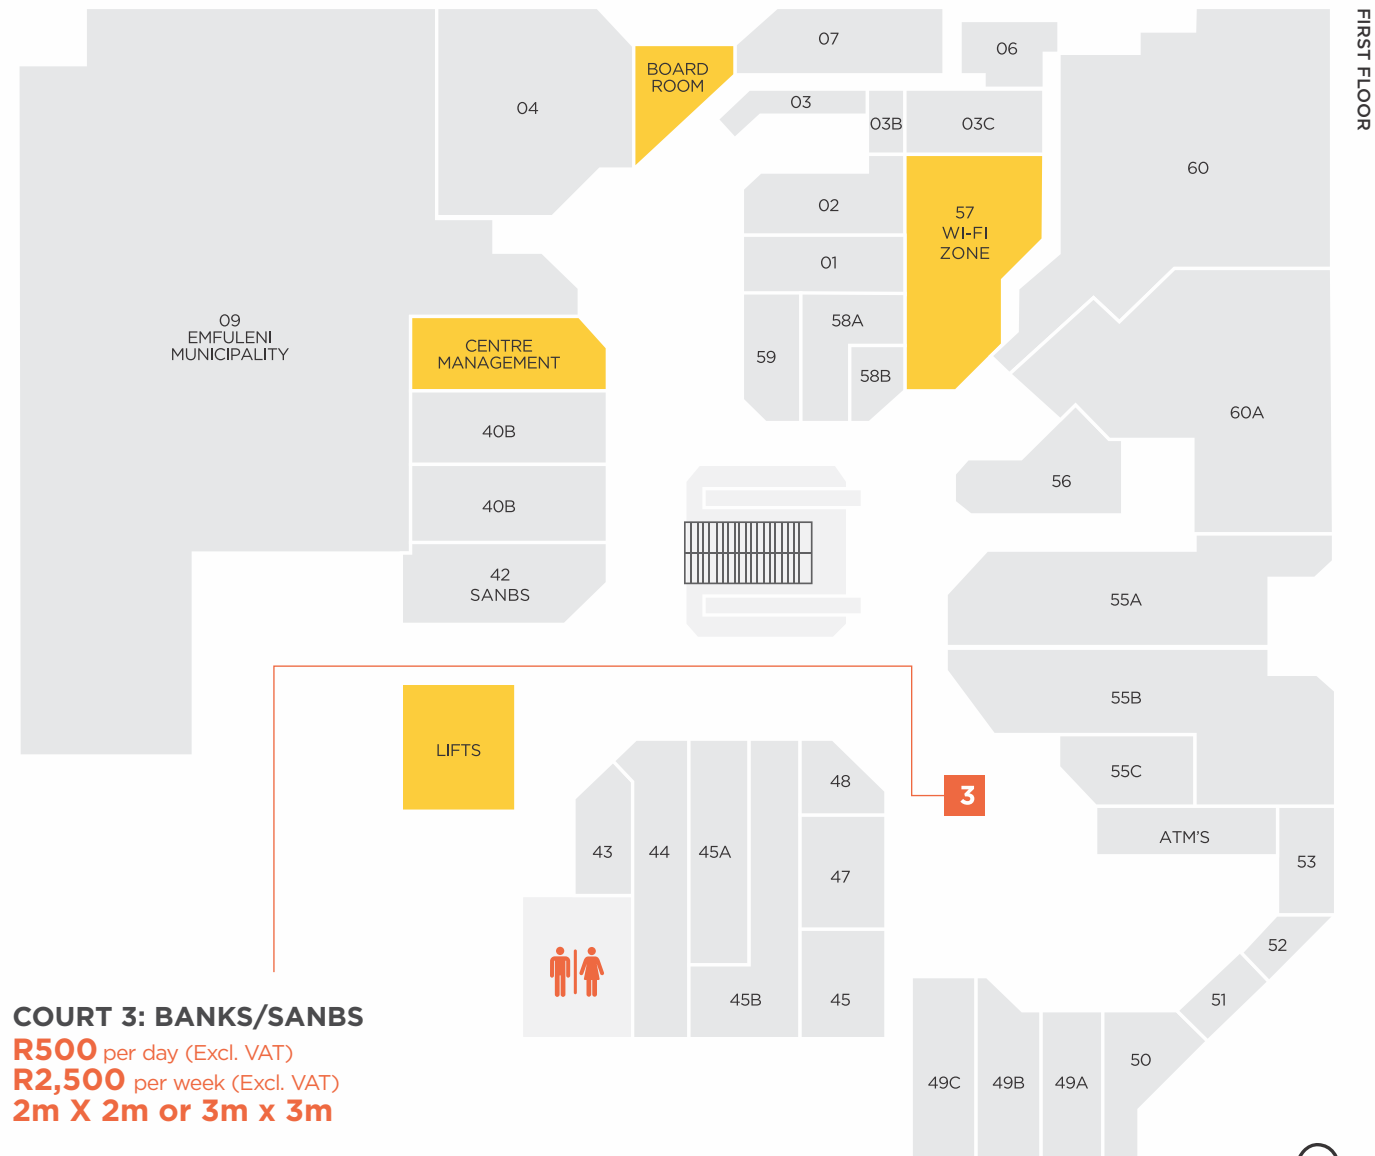 FIRST FLOOR
07
06
BOARD
ROOM
04
03
03B
03C
60
02
57
WI-FI
ZONE
01
09
EMFULENI
MUNICIPALITY
58A
CENTRE
MANAGEMENT
59
58B
60A
40B
56
40B
42
SANBS
55A
55B
LIFTS
55C
48
3
ATM'S
43
44
45A
53
47
52
45B
45
51
COURT 3: BANKS/SANBS
R500 per day (Excl. VAT)
R2,500 per week (Excl. VAT)
2m X 2m or 3m x 3m
50
49C
49B
49A